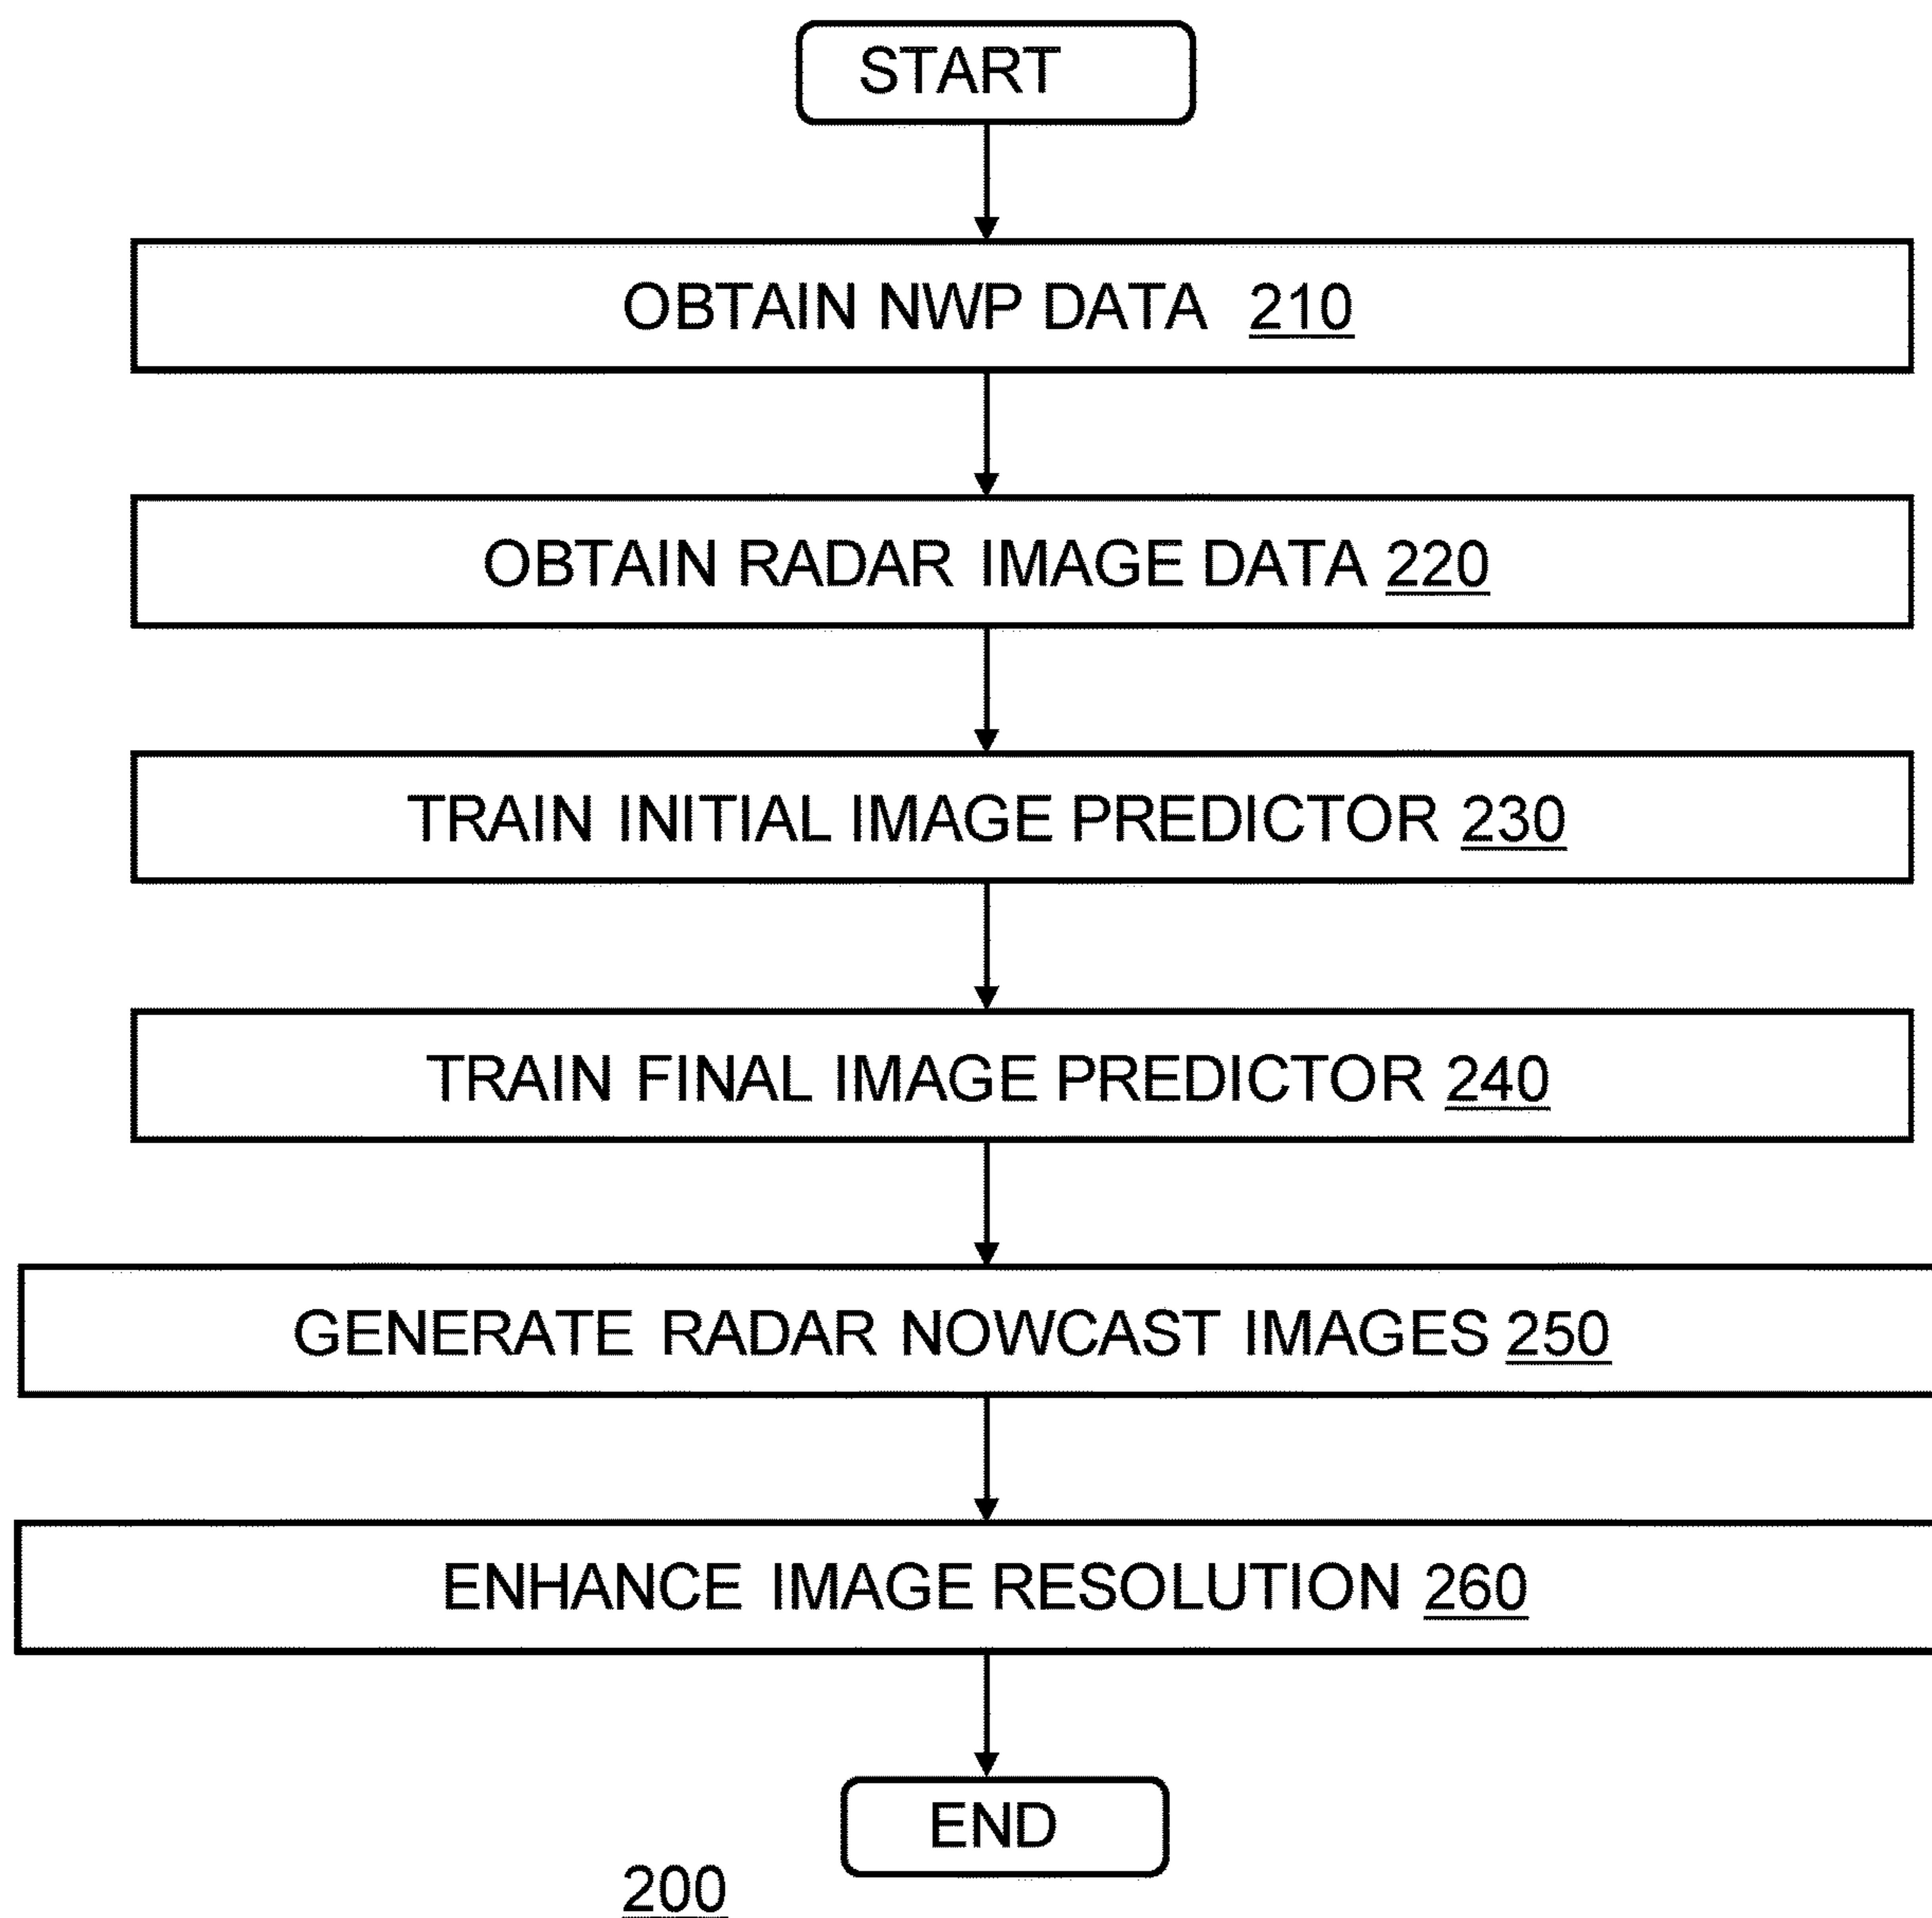 START
OBTAIN NWP DATA 210
OBTAIN RADAR IMAGE DATA 220
TRAIN INITIAL IMAGE PREDICTOR 230
TRAIN FINAL IMAGE PREDICTOR 240
GENERATE RADAR NOWCAST IMAGES 250
ENHANCE IMAGE RESOLUTION 260
END
200